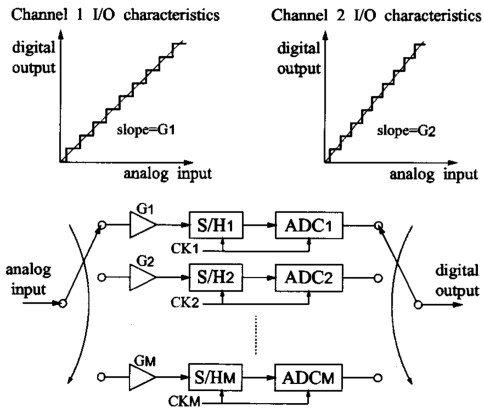 Channel 1 I/O characteristics
Channel 2 I/O characteristics
digital
output
slope=G1
analog input
digital
output
slope=G2
analog input
G1
S/H1
ADC1
CK1
G2
S/H2
ADC2
CK2
analog
input
digital
output
GM
S/HM
ADCM
CKM